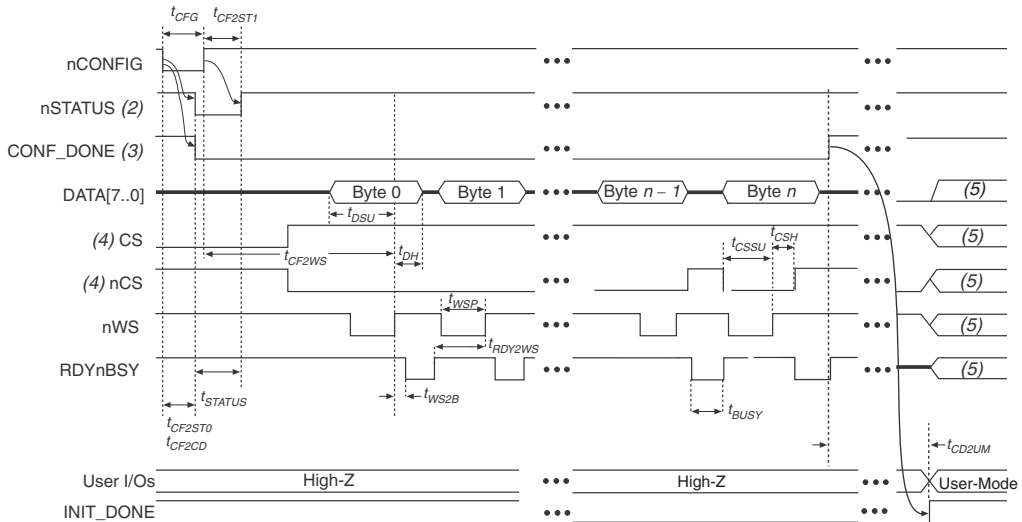 tCFG tCF2ST1
nCONFIG
nSTATUS (2)
CONF_DONE (3)
DATA[7..0] Byte 0 Byte 1 Byte n – 1 Byte n (5)
tDSU
(4) CS (5)
tCF2WS tDH tCSSU tCSH
(4) nCS (5)
tWSP
nWS (5)
tRDY2WS
RDYnBSY (5)
tSTATUS tWS2B tBUSY
tCF2ST0
tCF2CD
tCD2UM
User I/Os High-Z High-Z User-Mode
INIT_DONE